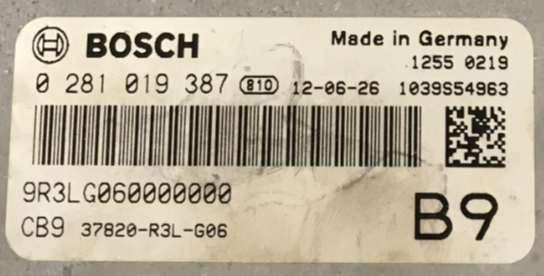 BOSCH Made in Germany
1255 0219
0 281 019 387 810 12-06-26 1039S54963
9R3LG060000000
CB9 37820-R3L-G06 B9